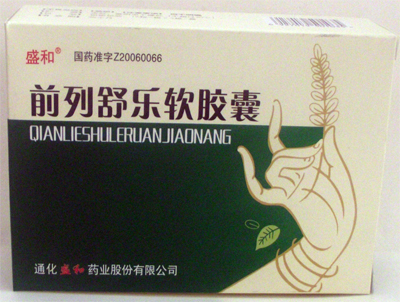 盛和® 国药准字Z20060066
前列舒乐软胶囊
QIANLIESHULERUANJIAONANG
通化盛和药业股份有限公司